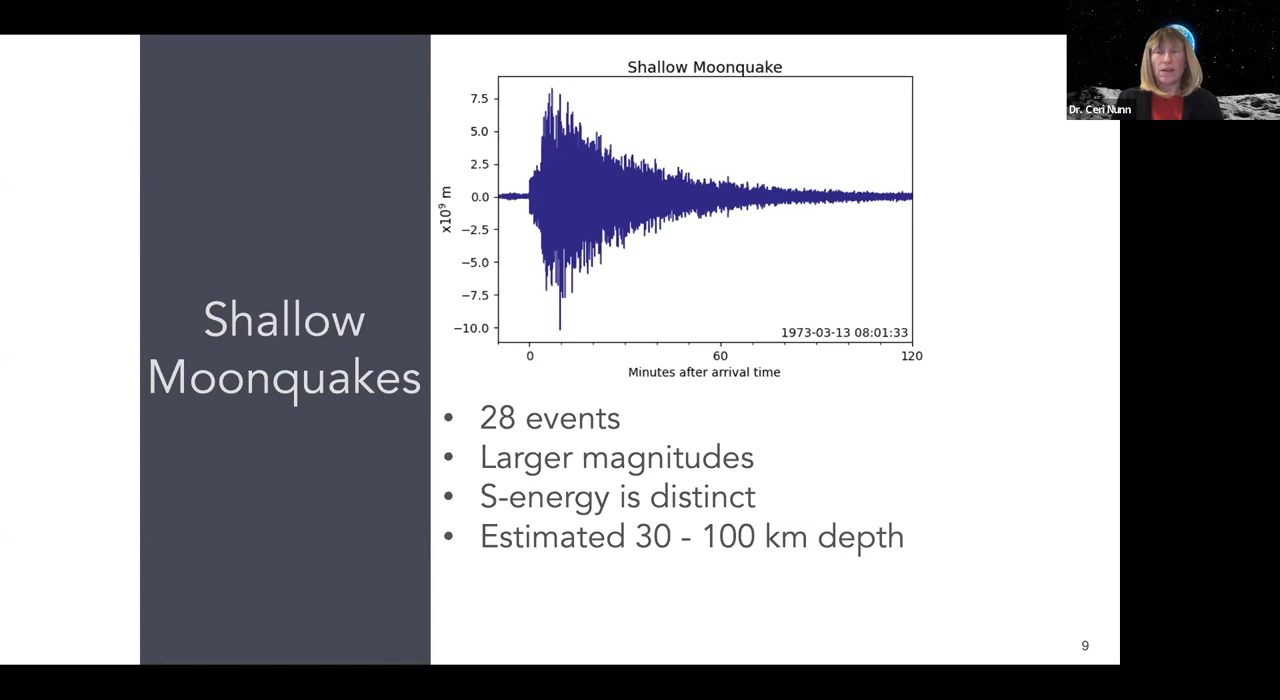 Shallow Moonquakes
Shallow Moonquake
7.5
5.0
2.5
0.0
−2.5
−5.0
−7.5
−10.0
x10⁹ m
1973-03-13 08:01:33
0
60
120
Minutes after arrival time
• 28 events
• Larger magnitudes
• S-energy is distinct
• Estimated 30 - 100 km depth
9
Dr. Ceri Nunn